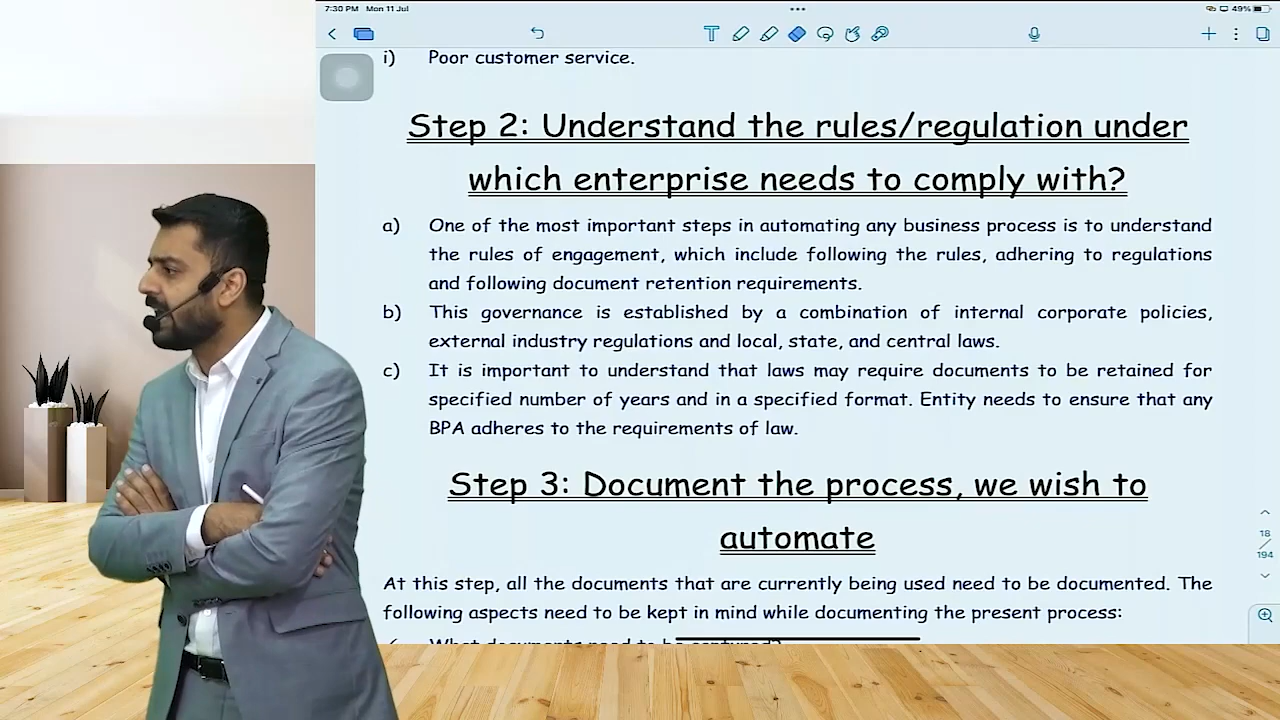 7:30 PM Mon 11 Jul
49%
i) Poor customer service.
Step 2: Understand the rules/regulation under
which enterprise needs to comply with?
a) One of the most important steps in automating any business process is to understand
the rules of engagement, which include following the rules, adhering to regulations
and following document retention requirements.
b) This governance is established by a combination of internal corporate policies,
external industry regulations and local, state, and central laws.
c) It is important to understand that laws may require documents to be retained for
specified number of years and in a specified format. Entity needs to ensure that any
BPA adheres to the requirements of law.
Step 3: Document the process, we wish to
automate
At this step, all the documents that are currently being used need to be documented. The
following aspects need to be kept in mind while documenting the present process:
What documents need to be captured?
18
194